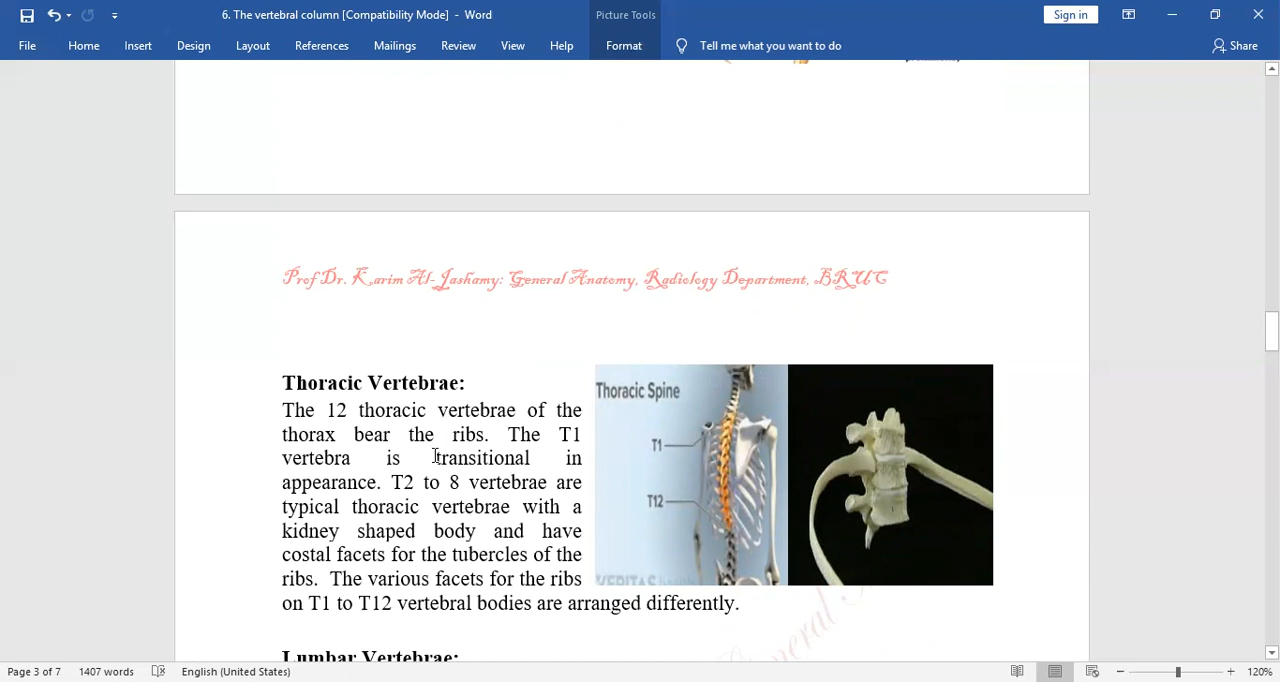 6. The vertebral column [Compatibility Mode] - Word
Picture Tools
Sign in
File Home Insert Design Layout References Mailings Review View Help Format Tell me what you want to do Share
Prof Dr. Karim Al-Jashamy: General Anatomy, Radiology Department, BRUC
Thoracic Vertebrae:
The 12 thoracic vertebrae of the
thorax bear the ribs. The T1
vertebra is transitional in
appearance. T2 to 8 vertebrae are
typical thoracic vertebrae with a
kidney shaped body and have
costal facets for the tubercles of the
ribs. The various facets for the ribs
on T1 to T12 vertebral bodies are arranged differently.
Thoracic Spine
T1
T12
VERITAS health
General
Lumbar Vertebrae:
Page 3 of 7 1407 words English (United States) 120%